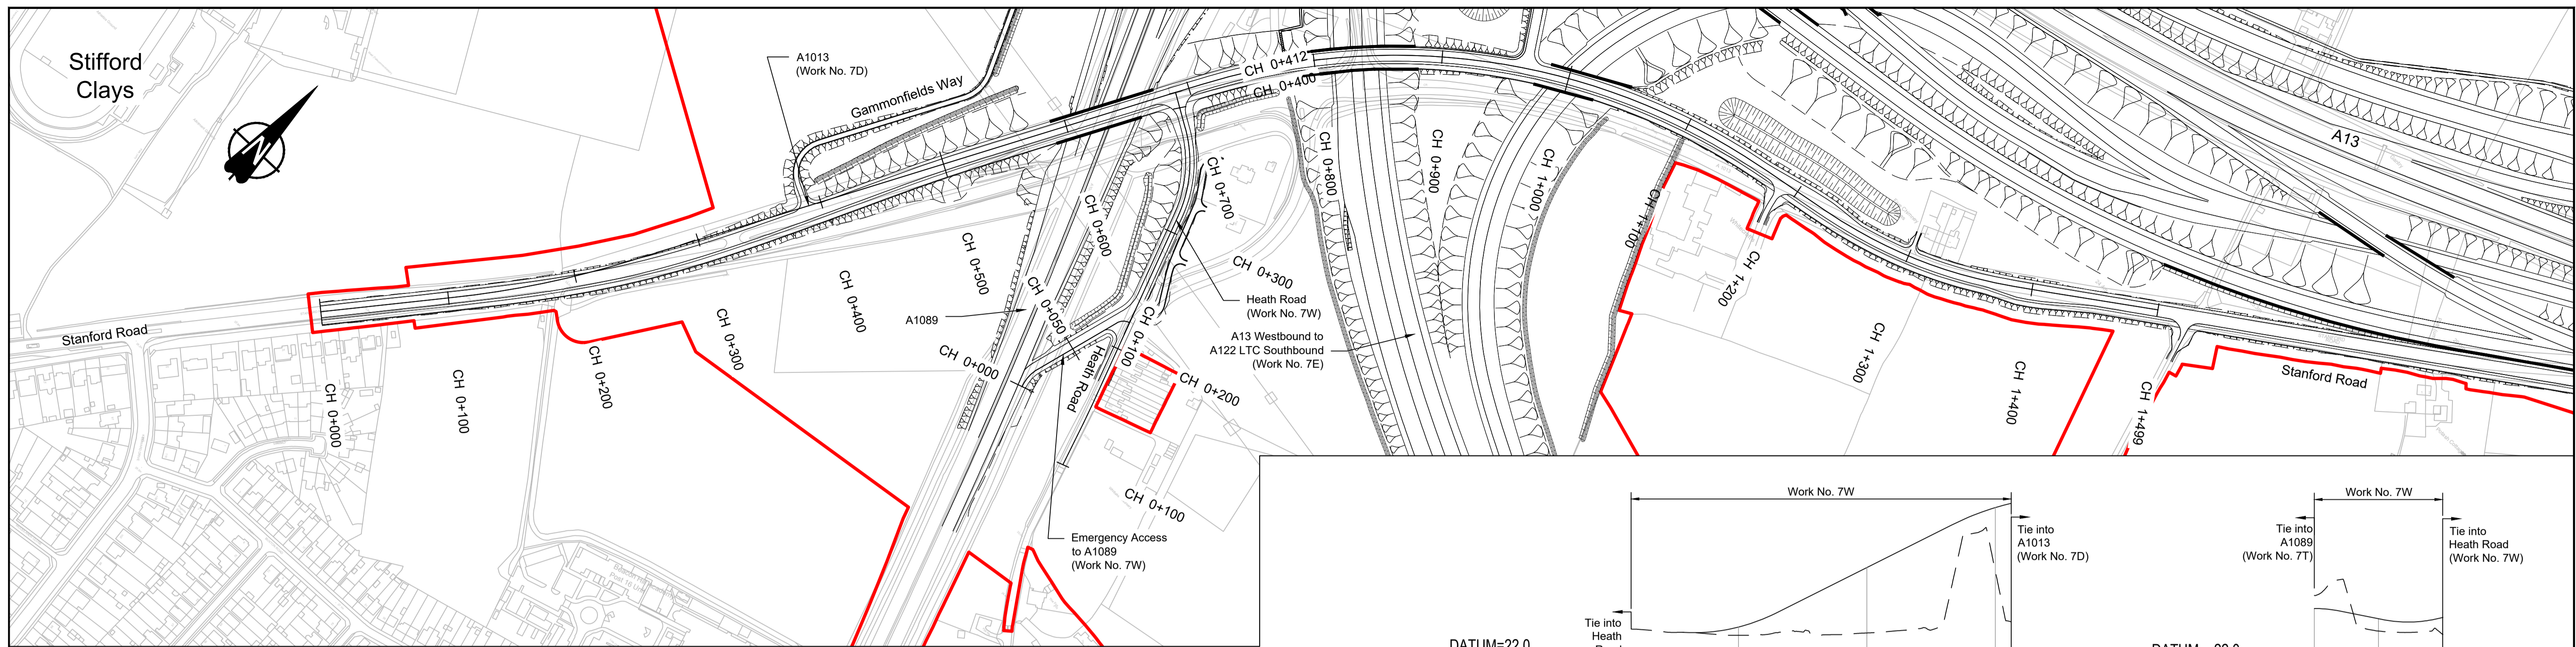 Stifford
Clays
N
A1013
(Work No. 7D)
Gammonfields Way
CH 0+412
CH 0+400
A13
Stanford Road
CH 0+000
CH 0+100
CH 0+200
CH 0+300
CH 0+400
CH 0+500
CH 0+600
CH 0+700
CH 0+800
CH 0+900
CH 1+000
CH 1+100
CH 1+200
CH 1+300
CH 1+400
CH 1+499
Stanford Road
A1089
CH 0+000
CH 0+050
Heath Road
CH 0+100
CH 0+100
CH 0+200
CH 0+300
Heath Road
(Work No. 7W)
A13 Westbound to
A122 LTC Southbound
(Work No. 7E)
Emergency Access
to A1089
(Work No. 7W)
Work No. 7W
Tie into
A1013
(Work No. 7D)
Tie into
Heath
DATUM=22.0
Work No. 7W
Tie into
A1089
(Work No. 7T)
Tie into
Heath Road
(Work No. 7W)